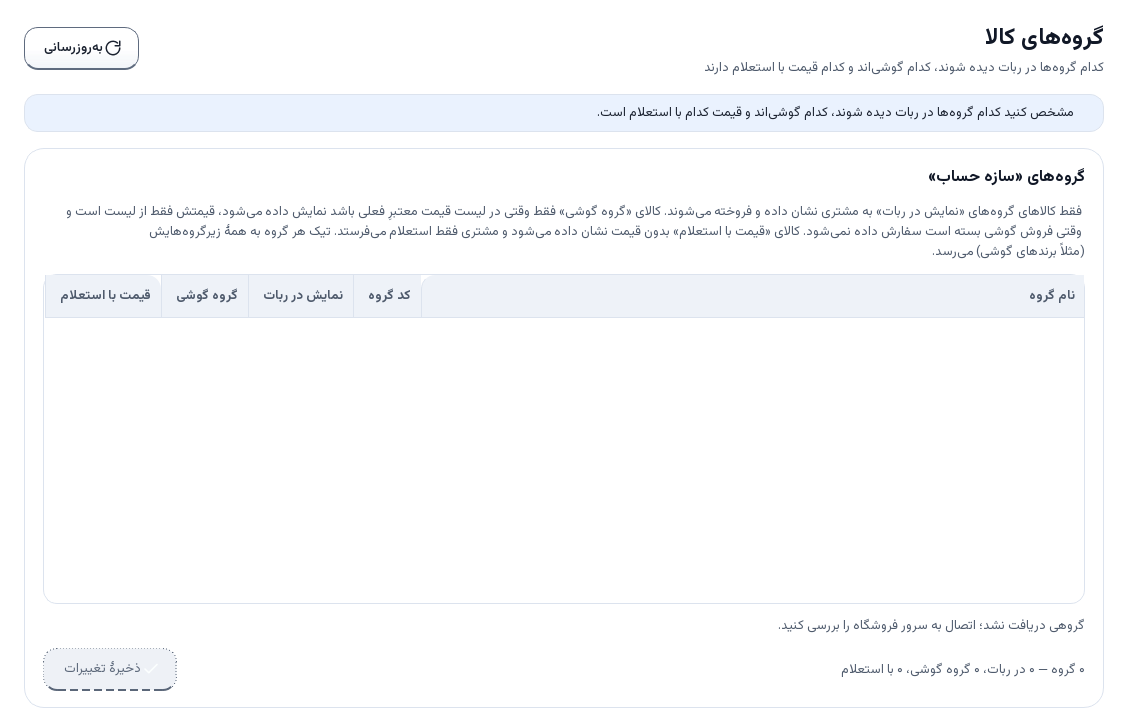 گروه‌های کالا
کدام گروه‌ها در ربات دیده شوند، کدام گوشی‌اند و کدام قیمت با استعلام دارند
به‌روزرسانی
مشخص کنید کدام گروه‌ها در ربات دیده شوند، کدام گوشی‌اند و قیمت کدام با استعلام است.
گروه‌های «سازه حساب»
فقط کالاهای گروه‌های «نمایش در ربات» به مشتری نشان داده و فروخته می‌شوند. کالای «گروه گوشی» فقط وقتی در لیست قیمت معتبرِ فعلی باشد نمایش داده می‌شود، قیمتش فقط از لیست است و
وقتی فروش گوشی بسته است سفارش داده نمی‌شود. کالای «قیمت با استعلام» بدون قیمت نشان داده می‌شود و مشتری فقط استعلام می‌فرستد. تیک هر گروه به همهٔ زیرگروه‌هایش
(مثلاً برندهای گوشی) می‌رسد.
نام گروه
کد گروه
نمایش در ربات
گروه گوشی
قیمت با استعلام
گروهی دریافت نشد؛ اتصال به سرور فروشگاه را بررسی کنید.
۰ گروه — ۰ در ربات، ۰ گروه گوشی، ۰ با استعلام
ذخیرهٔ تغییرات